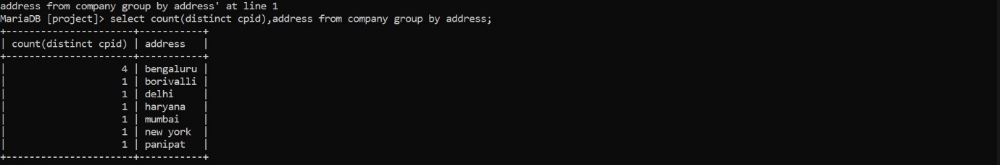 address from company group by address' at line 1
MariaDB [project]> select count(distinct cpid),address from company group by address;
+----------------------+-----------+
| count(distinct cpid) | address   |
+----------------------+-----------+
|                    4 | bengaluru |
|                    1 | borivalli |
|                    1 | delhi     |
|                    1 | haryana   |
|                    1 | mumbai    |
|                    1 | new york  |
|                    1 | panipat   |
+----------------------+-----------+